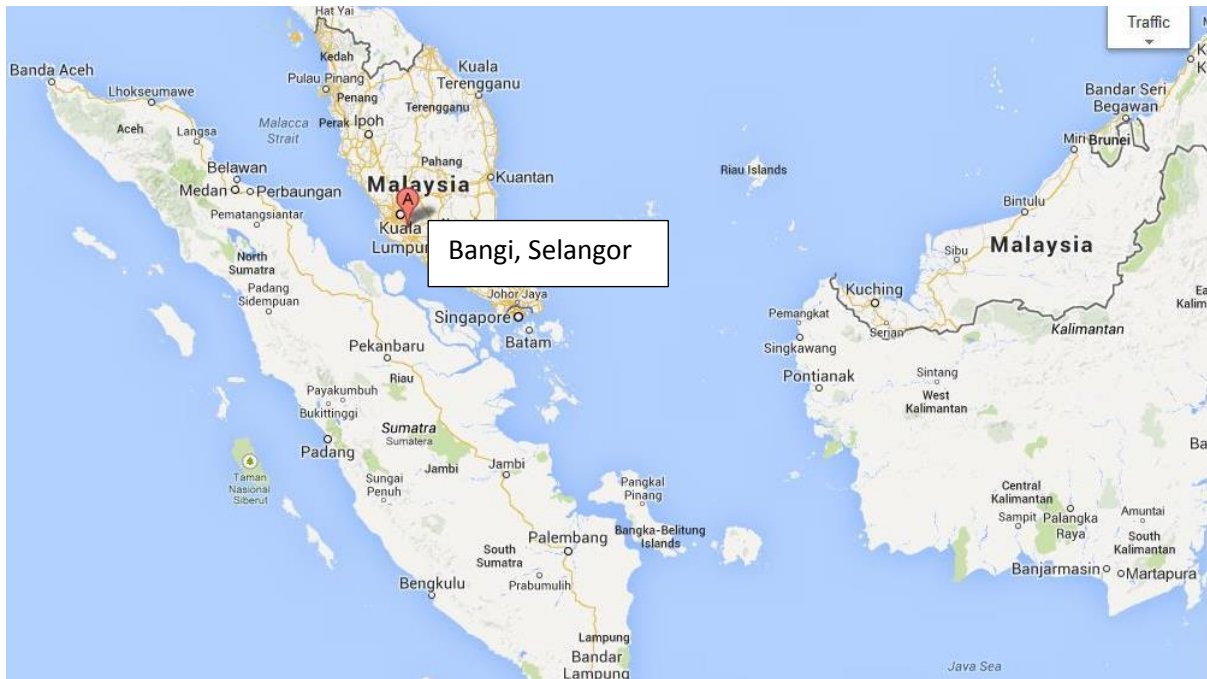 Hat Yai
Traffic
Kedah
Kuala
Terengganu
Banda Aceh
Pulau Pinang
Lhokseumawe
Penang
Terengganu
Bandar Seri
Begawan
Aceh
Langsa
Malacca
Strait
Perak
Ipoh
Miri
Brunei
Pahang
Belawan
Medan
Perbaungan
Malaysia
Kuantan
Riau Islands
A
Pematangsiantar
Kuala
Lumpur
Bintulu
Bangi, Selangor
North
Sumatra
Sibu
Malaysia
Padang
Sidempuan
Johor Jaya
Kuching
Singapore
Batam
Pemangkat
Serian
Kalimantan
Singkawang
Pekanbaru
Riau
Pontianak
Sintang
West
Kalimantan
Payakumbuh
Bukittinggi
Sumatra
Sumatera
Padang
Taman
Nasional
Siberut
Sungai
Penuh
Jambi
Jambi
Pangkal
Pinang
Central
Kalimantan
Sampit
Palangka
Raya
Amuntai
South
Kalimantan
Bangka-Belitung
Islands
Palembang
South
Sumatra
Prabumulih
Bengkulu
Banjarmasin
Martapura
Lampung
Bandar
Lampung
Java Sea